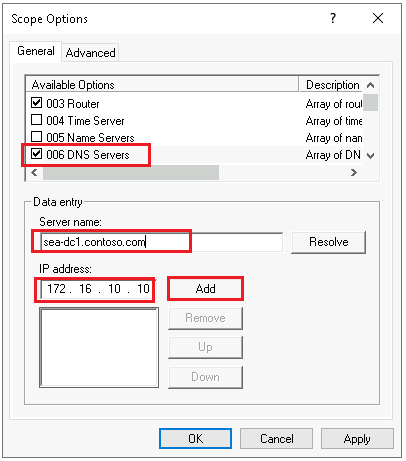 Scope Options
? ×
General Advanced
Available Options Description
003 Router Array of rout
004 Time Server Array of time
005 Name Servers Array of nam
006 DNS Servers Array of DN
Data entry
Server name:
sea-dc1.contoso.com Resolve
IP address:
172 . 16 . 10 . 10 Add
Remove
Up
Down
OK Cancel Apply